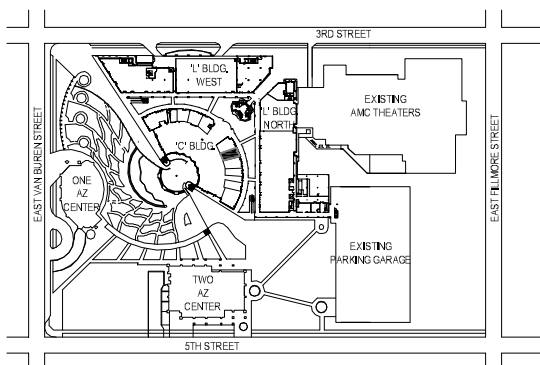 3RD STREET
'L' BLDG.
WEST
EXISTING
AMC THEATERS
'L' BLDG
NORTH
'C' BLDG.
EAST VAN BUREN STREET
EAST FILLMORE STREET
ONE
AZ
CENTER
EXISTING
PARKING GARAGE
TWO
AZ
CENTER
5TH STREET